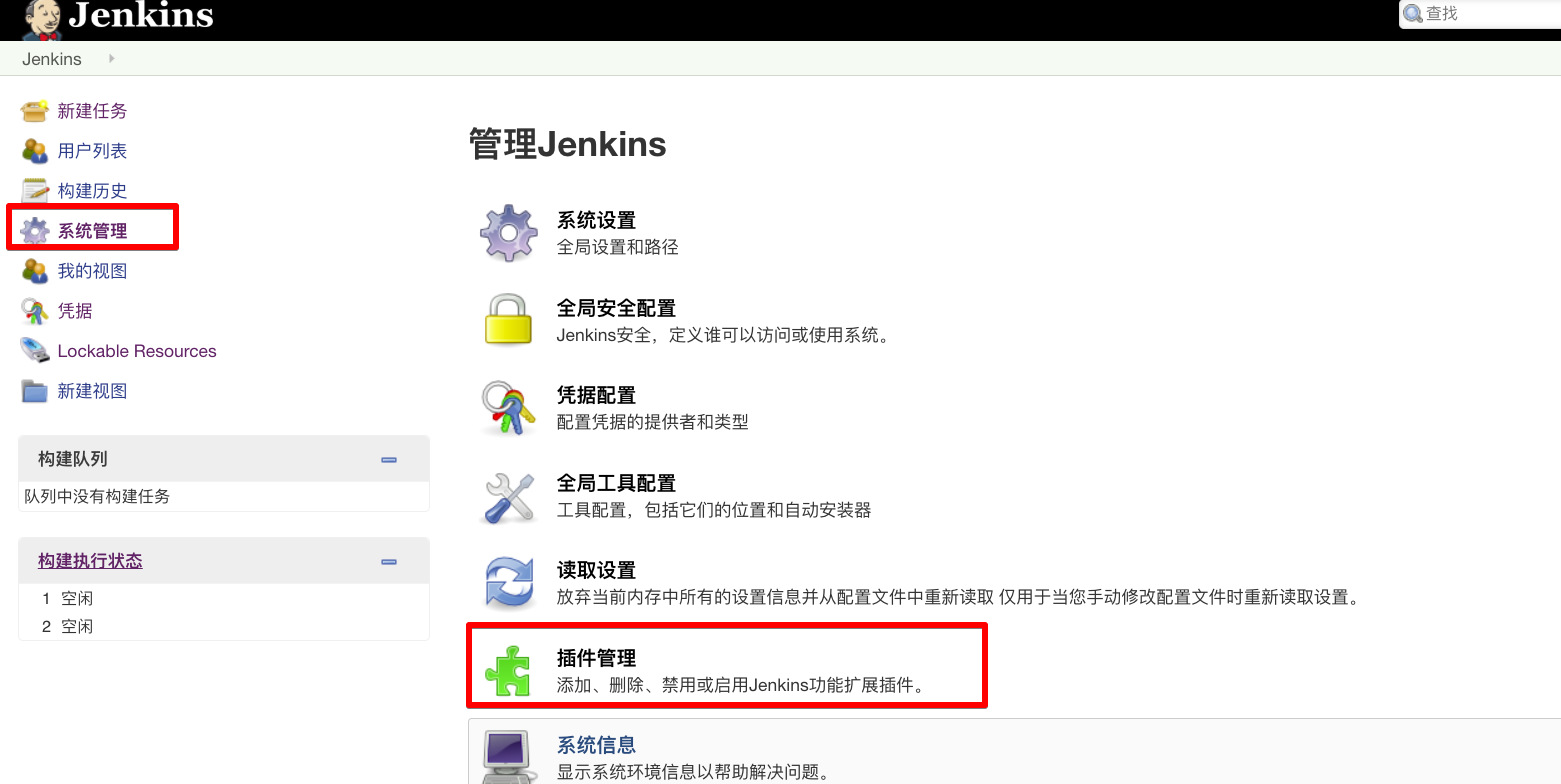 Jenkins
查找
Jenkins
新建任务
用户列表
构建历史
系统管理
我的视图
凭据
Lockable Resources
新建视图
构建队列
队列中没有构建任务
构建执行状态
1 空闲
2 空闲
管理Jenkins
系统设置
全局设置和路径
全局安全配置
Jenkins安全，定义谁可以访问或使用系统。
凭据配置
配置凭据的提供者和类型
全局工具配置
工具配置，包括它们的位置和自动安装器
读取设置
放弃当前内存中所有的设置信息并从配置文件中重新读取 仅用于当您手动修改配置文件时重新读取设置。
插件管理
添加、删除、禁用或启用Jenkins功能扩展插件。
系统信息
显示系统环境信息以帮助解决问题。